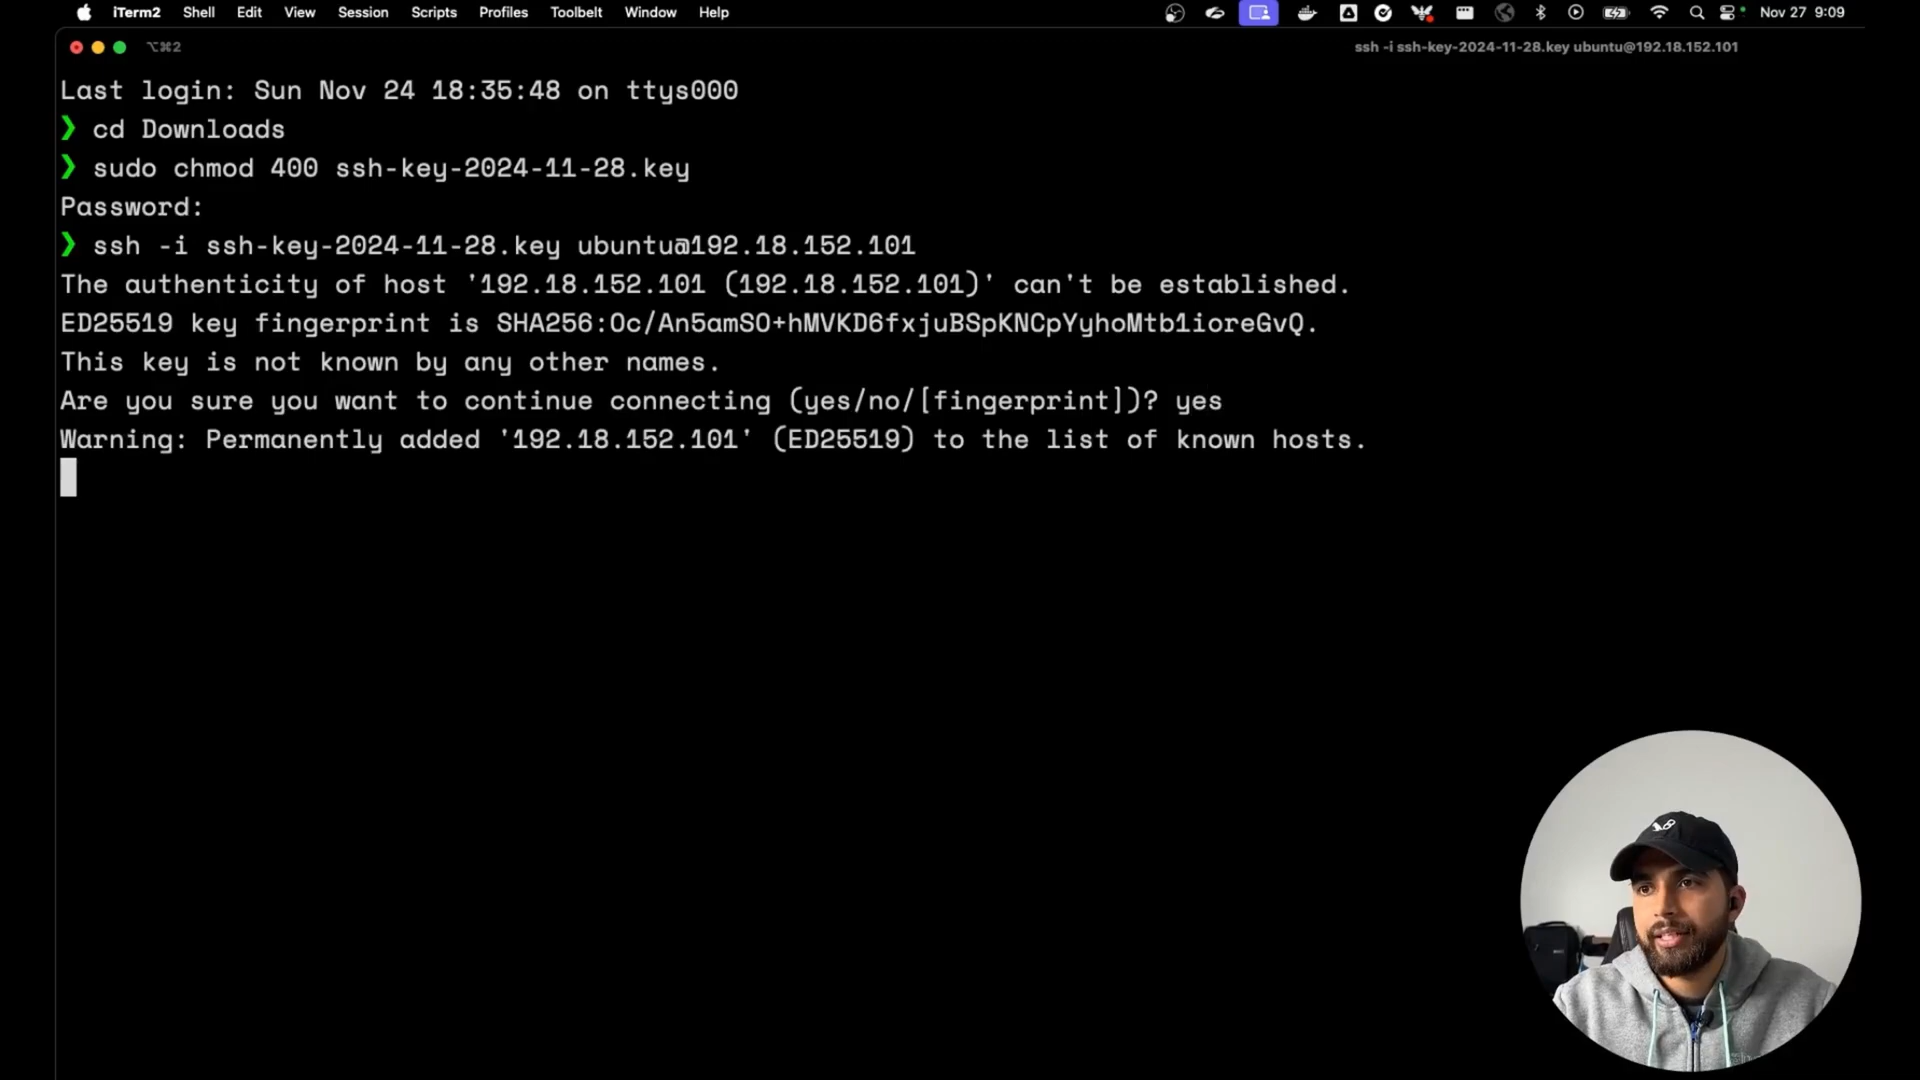 iTerm2 Shell Edit View Session Scripts Profiles Toolbelt Window Help Nov 27 9:09
⌥⌘2 ssh -i ssh-key-2024-11-28.key ubuntu@192.18.152.101
Last login: Sun Nov 24 18:35:48 on ttys000
❯ cd Downloads
❯ sudo chmod 400 ssh-key-2024-11-28.key
Password:
❯ ssh -i ssh-key-2024-11-28.key ubuntu@192.18.152.101
The authenticity of host '192.18.152.101 (192.18.152.101)' can't be established.
ED25519 key fingerprint is SHA256:Oc/An5amSO+hMVKD6fxjuBSpKNCpYyhoMtb1ioreGvQ.
This key is not known by any other names.
Are you sure you want to continue connecting (yes/no/[fingerprint])? yes
Warning: Permanently added '192.18.152.101' (ED25519) to the list of known hosts.